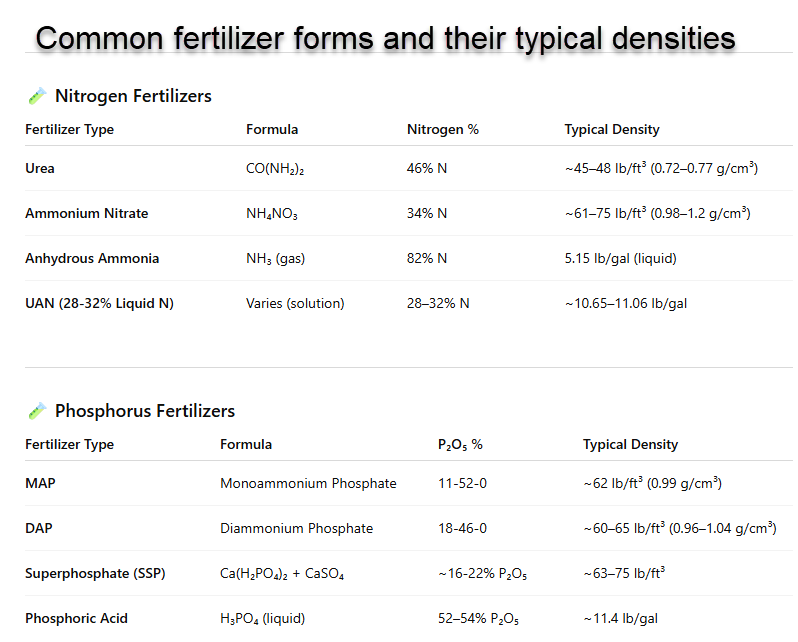 Common fertilizer forms and their typical densities
Nitrogen Fertilizers
Fertilizer Type Formula Nitrogen % Typical Density
Urea CO(NH₂)₂ 46% N ~45–48 lb/ft³ (0.72–0.77 g/cm³)
Ammonium Nitrate NH₄NO₃ 34% N ~61–75 lb/ft³ (0.98–1.2 g/cm³)
Anhydrous Ammonia NH₃ (gas) 82% N 5.15 lb/gal (liquid)
UAN (28-32% Liquid N) Varies (solution) 28–32% N ~10.65–11.06 lb/gal
Phosphorus Fertilizers
Fertilizer Type Formula P₂O₅ % Typical Density
MAP Monoammonium Phosphate 11-52-0 ~62 lb/ft³ (0.99 g/cm³)
DAP Diammonium Phosphate 18-46-0 ~60–65 lb/ft³ (0.96–1.04 g/cm³)
Superphosphate (SSP) Ca(H₂PO₄)₂ + CaSO₄ ~16-22% P₂O₅ ~63–75 lb/ft³
Phosphoric Acid H₃PO₄ (liquid) 52–54% P₂O₅ ~11.4 lb/gal